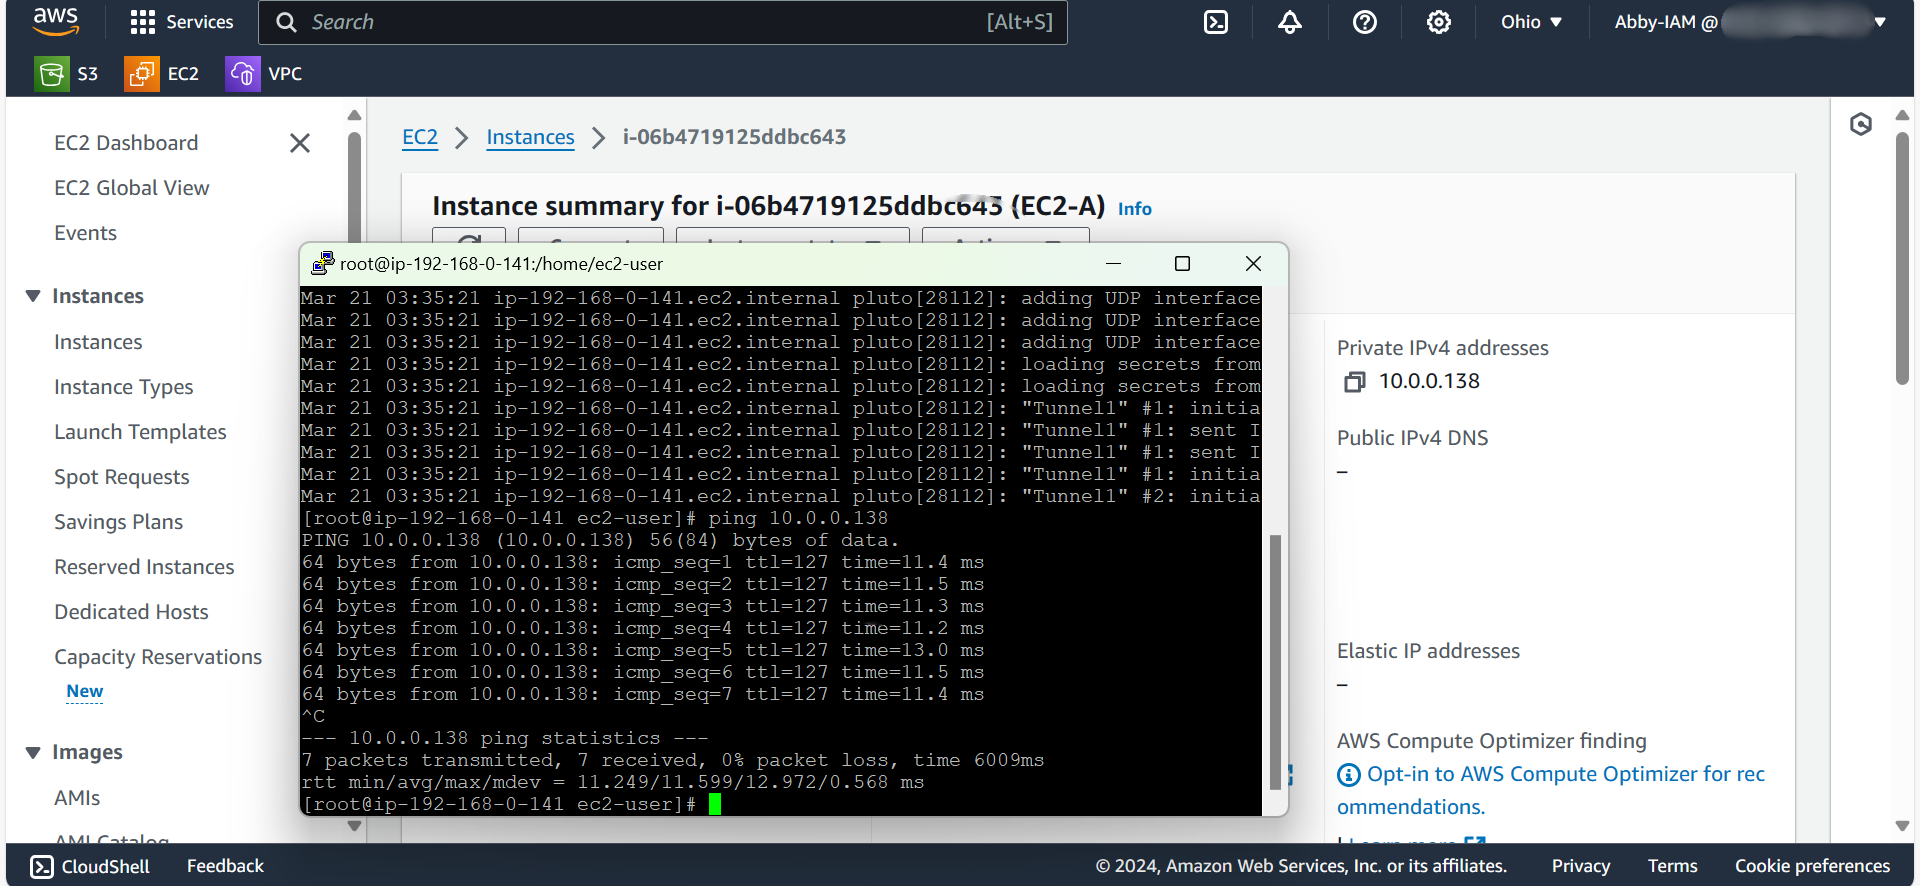 aws
Services
Search
[Alt+S]
Ohio
Abby-IAM @
S3
EC2
VPC
EC2 Dashboard
EC2 Global View
Events
Instances
Instances
Instance Types
Launch Templates
Spot Requests
Savings Plans
Reserved Instances
Dedicated Hosts
Capacity Reservations
New
Images
AMIs
AMI Catalog
EC2
Instances
i-06b4719125ddbc643
Instance summary for i-06b4719125ddbc643 (EC2-A) Info
root@ip-192-168-0-141:/home/ec2-user
Mar 21 03:35:21 ip-192-168-0-141.ec2.internal pluto[28112]: adding UDP interface
Mar 21 03:35:21 ip-192-168-0-141.ec2.internal pluto[28112]: adding UDP interface
Mar 21 03:35:21 ip-192-168-0-141.ec2.internal pluto[28112]: adding UDP interface
Mar 21 03:35:21 ip-192-168-0-141.ec2.internal pluto[28112]: loading secrets from
Mar 21 03:35:21 ip-192-168-0-141.ec2.internal pluto[28112]: loading secrets from
Mar 21 03:35:21 ip-192-168-0-141.ec2.internal pluto[28112]: "Tunnel1" #1: initia
Mar 21 03:35:21 ip-192-168-0-141.ec2.internal pluto[28112]: "Tunnel1" #1: sent I
Mar 21 03:35:21 ip-192-168-0-141.ec2.internal pluto[28112]: "Tunnel1" #1: sent I
Mar 21 03:35:21 ip-192-168-0-141.ec2.internal pluto[28112]: "Tunnel1" #1: initia
Mar 21 03:35:21 ip-192-168-0-141.ec2.internal pluto[28112]: "Tunnel1" #2: initia
[root@ip-192-168-0-141 ec2-user]# ping 10.0.0.138
PING 10.0.0.138 (10.0.0.138) 56(84) bytes of data.
64 bytes from 10.0.0.138: icmp_seq=1 ttl=127 time=11.4 ms
64 bytes from 10.0.0.138: icmp_seq=2 ttl=127 time=11.5 ms
64 bytes from 10.0.0.138: icmp_seq=3 ttl=127 time=11.3 ms
64 bytes from 10.0.0.138: icmp_seq=4 ttl=127 time=11.2 ms
64 bytes from 10.0.0.138: icmp_seq=5 ttl=127 time=13.0 ms
64 bytes from 10.0.0.138: icmp_seq=6 ttl=127 time=11.5 ms
64 bytes from 10.0.0.138: icmp_seq=7 ttl=127 time=11.4 ms
^C
--- 10.0.0.138 ping statistics ---
7 packets transmitted, 7 received, 0% packet loss, time 6009ms
rtt min/avg/max/mdev = 11.249/11.599/12.972/0.568 ms
[root@ip-192-168-0-141 ec2-user]#
Private IPv4 addresses
10.0.0.138
Public IPv4 DNS
–
Elastic IP addresses
–
AWS Compute Optimizer finding
Opt-in to AWS Compute Optimizer for rec
ommendations.
| Learn more
CloudShell
Feedback
© 2024, Amazon Web Services, Inc. or its affiliates.
Privacy
Terms
Cookie preferences